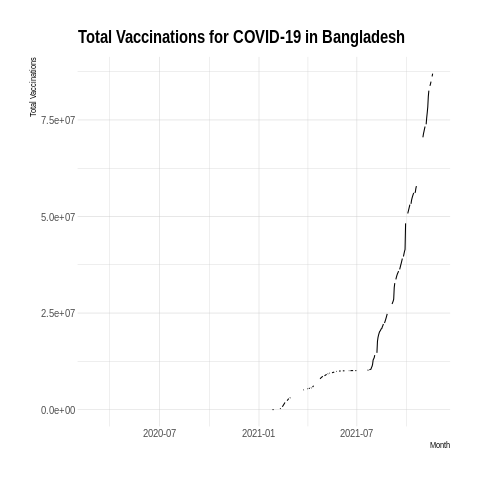 Total Vaccinations for COVID-19 in Bangladesh
Total Vaccinations
7.5e+07
5.0e+07
2.5e+07
0.0e+00
2020-07
2021-01
2021-07
Month